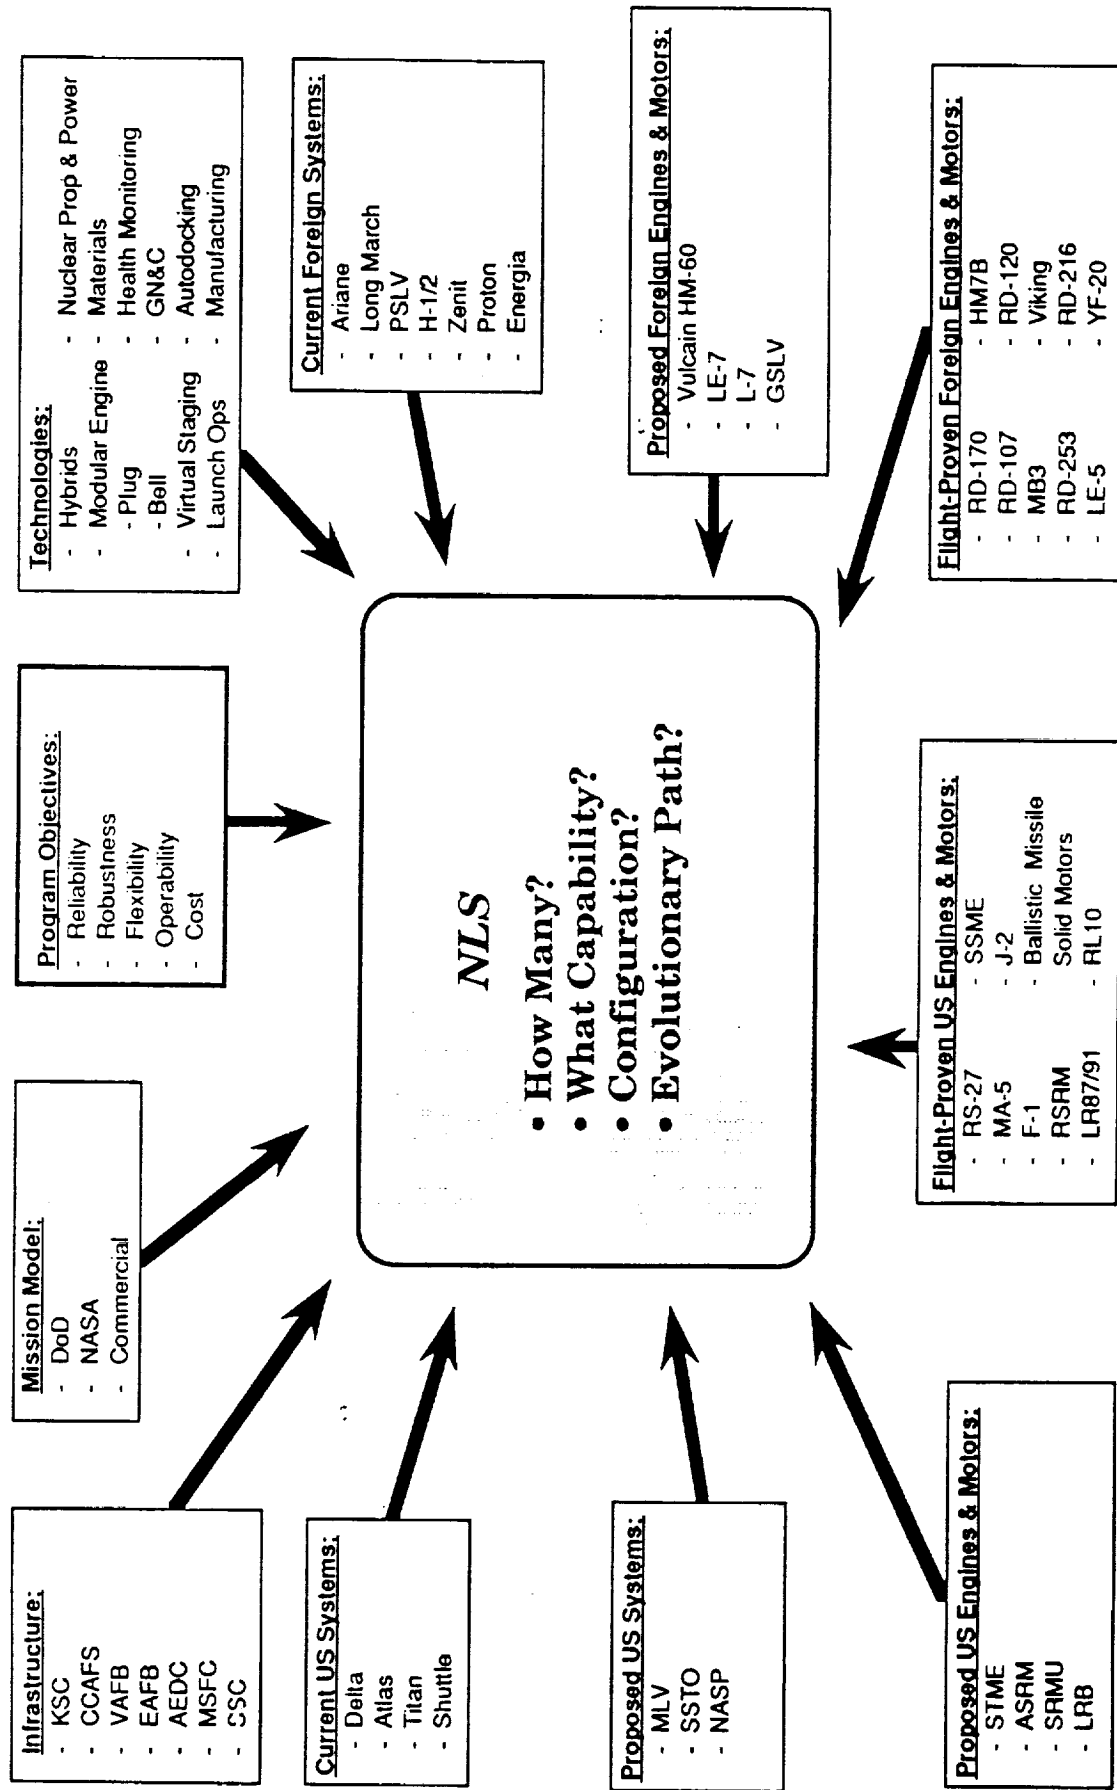 Infrastructure:
- KSC
- CCAFS
- VAFB
- EAFB
- AEDC
- MSFC
- SSC
Mission Model:
- DoD
- NASA
- Commercial
Program Objectives:
- Reliability
- Robustness
- Flexibility
- Operability
- Cost
Technologies:
- Hybrids
- Modular Engine
- Plug
- Bell
- Virtual Staging
- Launch Ops
- Nuclear Prop & Power
- Materials
- Health Monitoring
- GN&C
- Autodocking
- Manufacturing
Current US Systems:
- Delta
- Atlas
- Titan
- Shuttle
NLS
• How Many?
• What Capability?
• Configuration?
• Evolutionary Path?
Current Foreign Systems:
- Ariane
- Long March
- PSLV
- H-1/2
- Zenit
- Proton
- Energia
Proposed US Systems:
- MLV
- SSTO
- NASP
Proposed Foreign Engines & Motors:
- Vulcain HM-60
- LE-7
- L-7
- GSLV
Proposed US Engines & Motors:
- STME
- ASRM
- SRMU
- LRB
Flight-Proven US Engines & Motors:
- RS-27
- MA-5
- F-1
- RSRM
- LR87/91
- SSME
- J-2
- Ballistic Missile
Solid Motors
- RL10
Flight-Proven Foreign Engines & Motors:
- RD-170
- RD-107
- MB3
- RD-253
- LE-5
- HM7B
- RD-120
- Viking
- RD-216
- YF-20